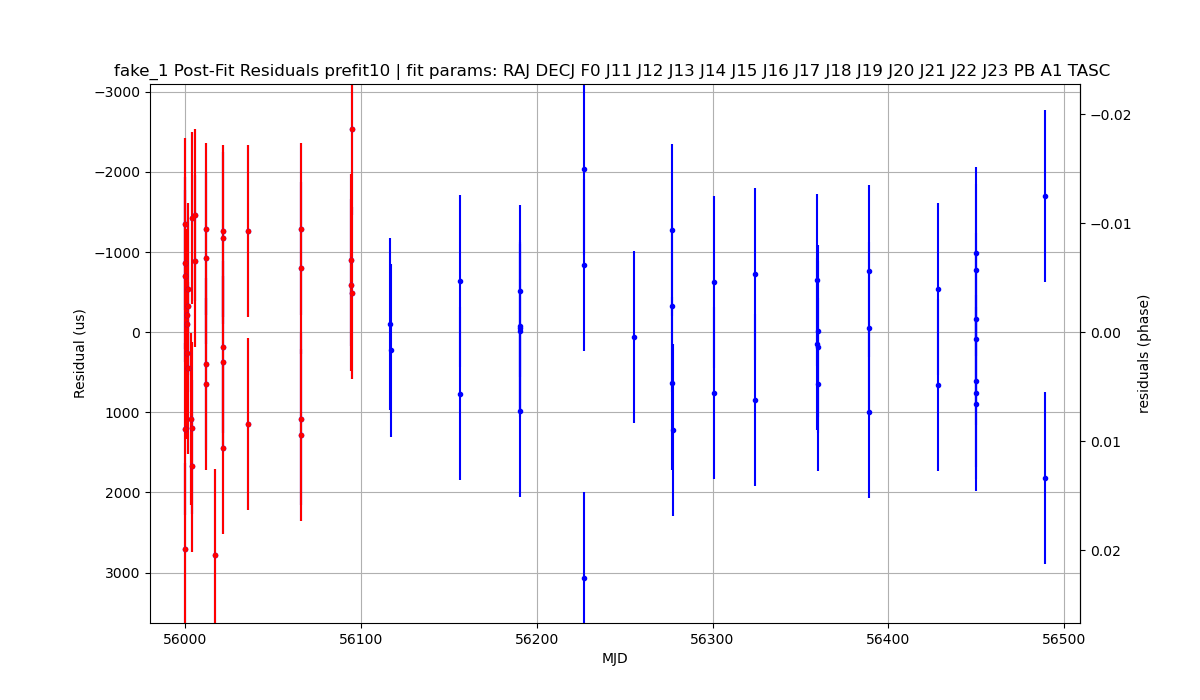 fake_1 Post-Fit Residuals prefit10 | fit params: RAJ DECJ F0 J11 J12 J13 J14 J15 J16 J17 J18 J19 J20 J21 J22 J23 PB A1 TASC
−3000
−2000
−1000
0
1000
2000
3000
Residual (us)
−0.02
−0.01
0.00
0.01
0.02
residuals (phase)
56000 56100 56200 56300 56400 56500
MJD